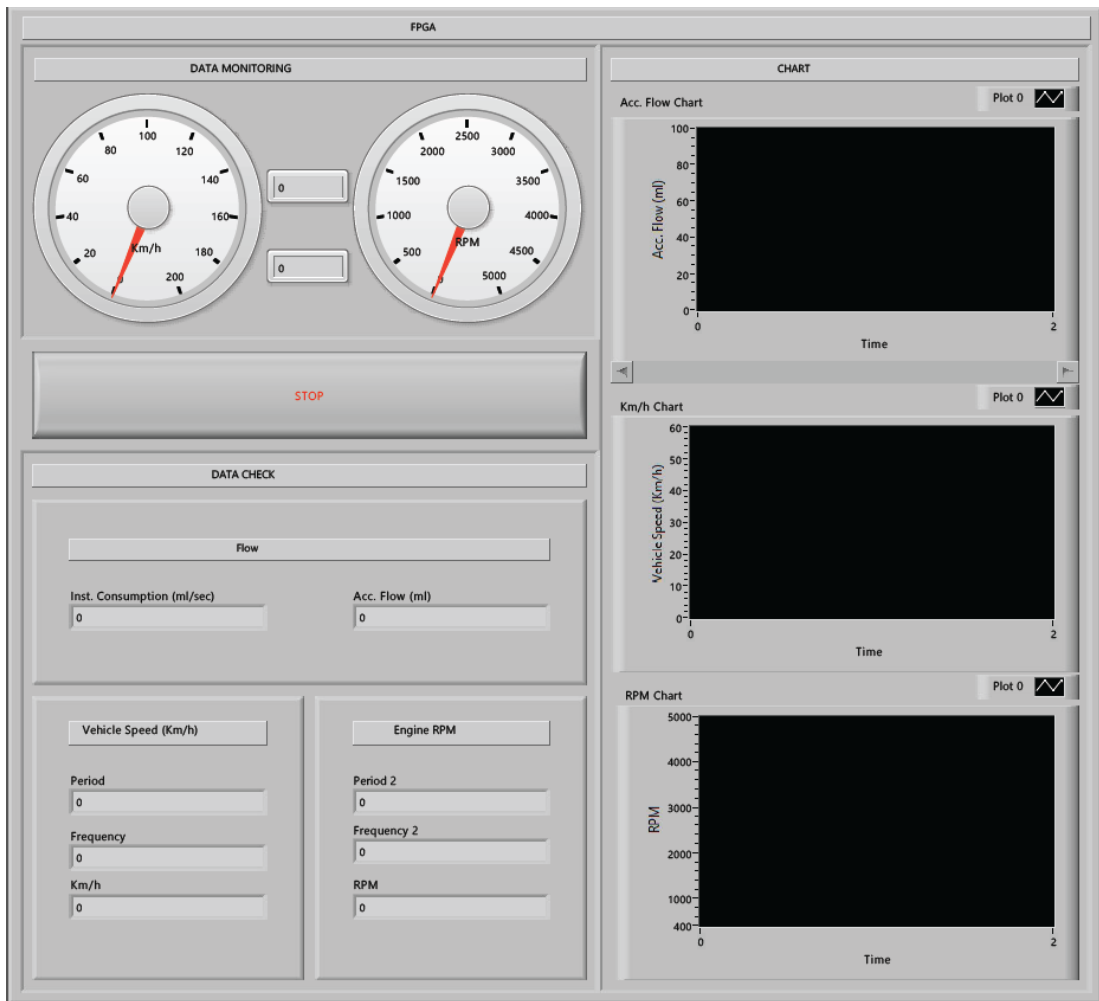 FPGA
DATA MONITORING
100
80 120
60 140
40 160
20 180
0 200
Km/h
0
0
2500
2000 3000
1500 3500
1000 4000
500 4500
0 5000
RPM
STOP
DATA CHECK
Flow
Inst. Consumption (ml/sec) Acc. Flow (ml)
0 0
Vehicle Speed (Km/h)
Period
0
Frequency
0
Km/h
0
Engine RPM
Period 2
0
Frequency 2
0
RPM
0
CHART
Acc. Flow Chart Plot 0
Acc. Flow (ml)
100
80
60
40
20
0
0 2
Time
Km/h Chart Plot 0
Vehicle Speed (Km/h)
60
50
40
30
20
10
0
0 2
Time
RPM Chart Plot 0
RPM
5000
4000
3000
2000
1000
400
0 2
Time